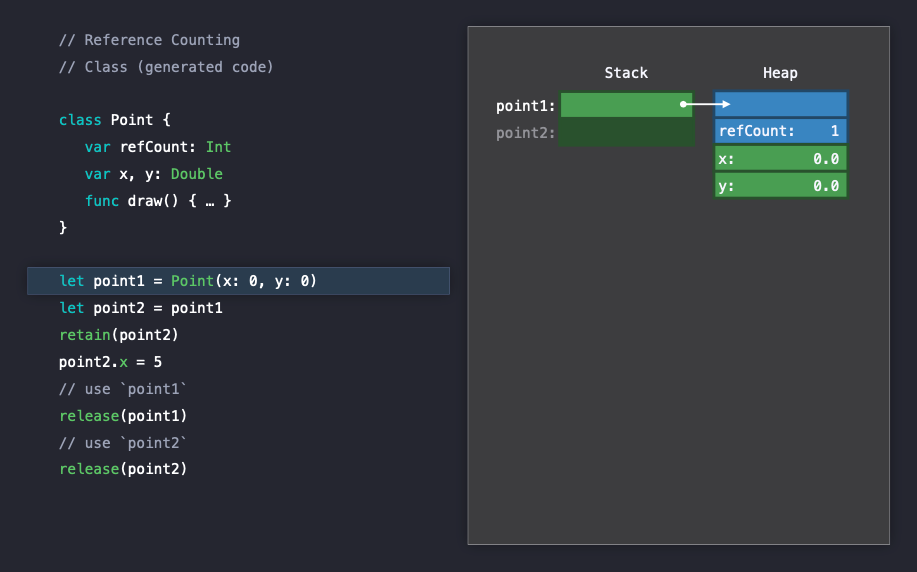 // Reference Counting
// Class (generated code)
class Point {
   var refCount: Int
   var x, y: Double
   func draw() { … }
}
let point1 = Point(x: 0, y: 0)
let point2 = point1
retain(point2)
point2.x = 5
// use `point1`
release(point1)
// use `point2`
release(point2)
Stack Heap
point1:
point2:
refCount: 1
x: 0.0
y: 0.0